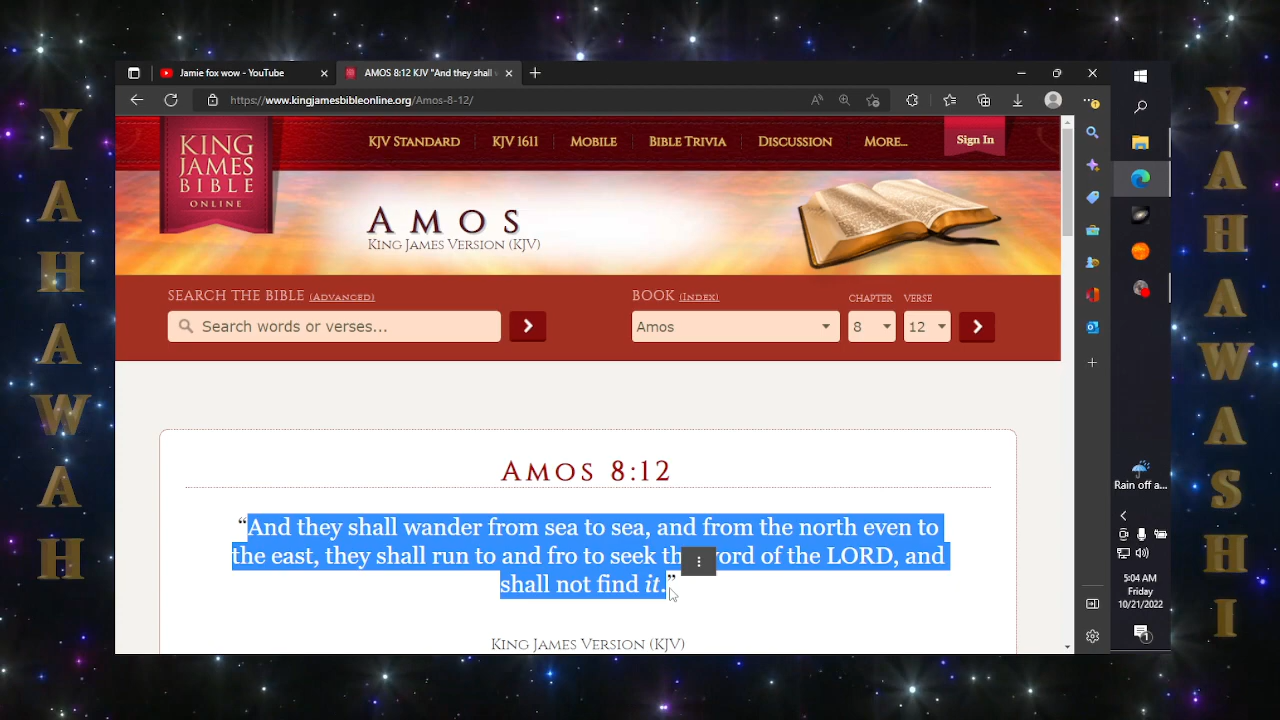 Y
A
H
A
W
A
H
Jamie fox wow - YouTube
AMOS 8:12 KJV "And they shall
https://www.kingjamesbibleonline.org/Amos-8-12/
KING
JAMES
BIBLE
ONLINE
KJV STANDARD
KJV 1611
MOBILE
BIBLE TRIVIA
DISCUSSION
MORE...
Sign In
AMOS
KING JAMES VERSION (KJV)
SEARCH THE BIBLE (ADVANCED)
Search words or verses...
BOOK (INDEX)
CHAPTER
VERSE
Amos
8
12
AMOS 8:12
“And they shall wander from sea to sea, and from the north even to
the east, they shall run to and fro to seek th ord of the LORD, and
shall not find it.”
KING JAMES VERSION (KJV)
Rain off a...
5:04 AM
Friday
10/21/2022
1
Y
A
H
A
W
A
S
H
I